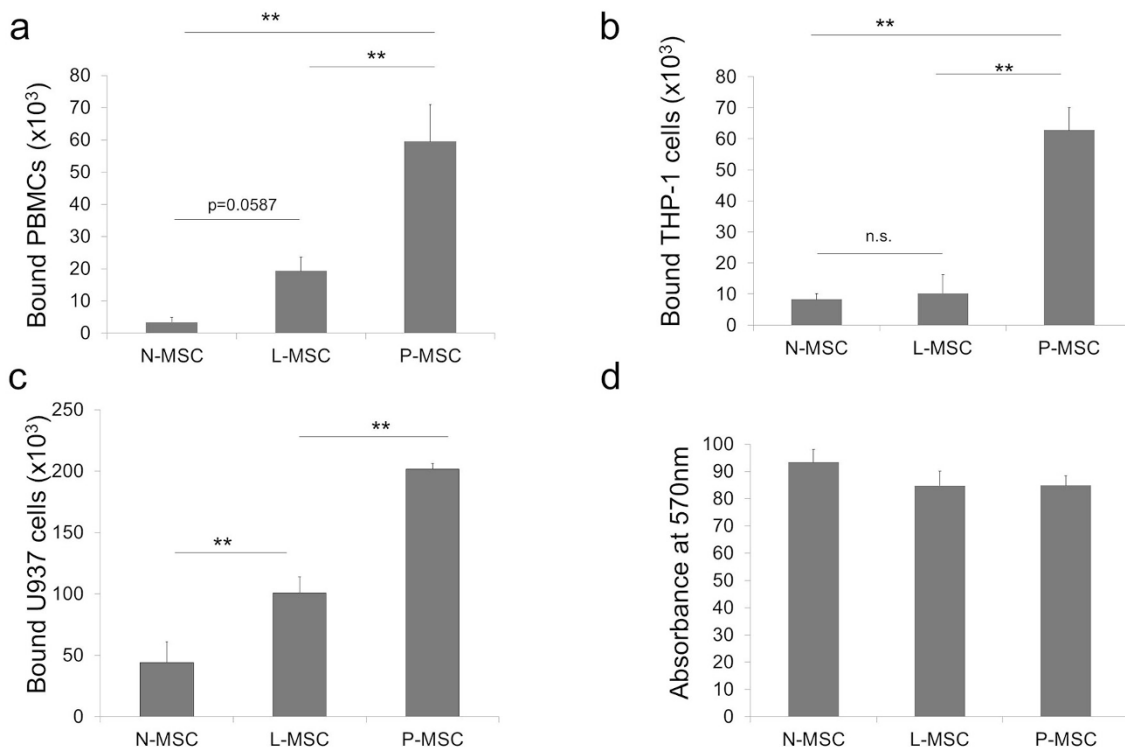 a
**
**
Bound PBMCs (x10³)
80
70
60
50
40
30
20
10
0
p=0.0587
N-MSC L-MSC P-MSC
b
**
**
Bound THP-1 cells (x10³)
80
70
60
50
40
30
20
10
0
n.s.
N-MSC L-MSC P-MSC
c
Bound U937 cells (x10³)
250
200
150
100
50
0
**
**
N-MSC L-MSC P-MSC
d
Absorbance at 570nm
100
90
80
70
60
50
40
30
20
10
0
N-MSC L-MSC P-MSC